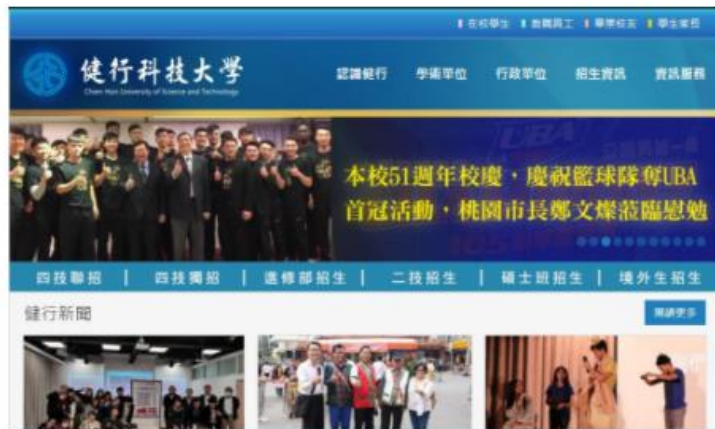 在校學生 教職員工 畢業校友 學生家長
健行科技大學
Chien Hsin University of Science and Technology
認識健行 學術單位 行政單位 招生資訊 資訊服務
本校51週年校慶，慶祝籃球隊奪UBA
首冠活動，桃園市長鄭文燦蒞臨慰勉
四技聯招 | 四技獨招 | 進修部招生 | 二技招生 | 碩士班招生 | 境外生招生
健行新聞
閱讀更多